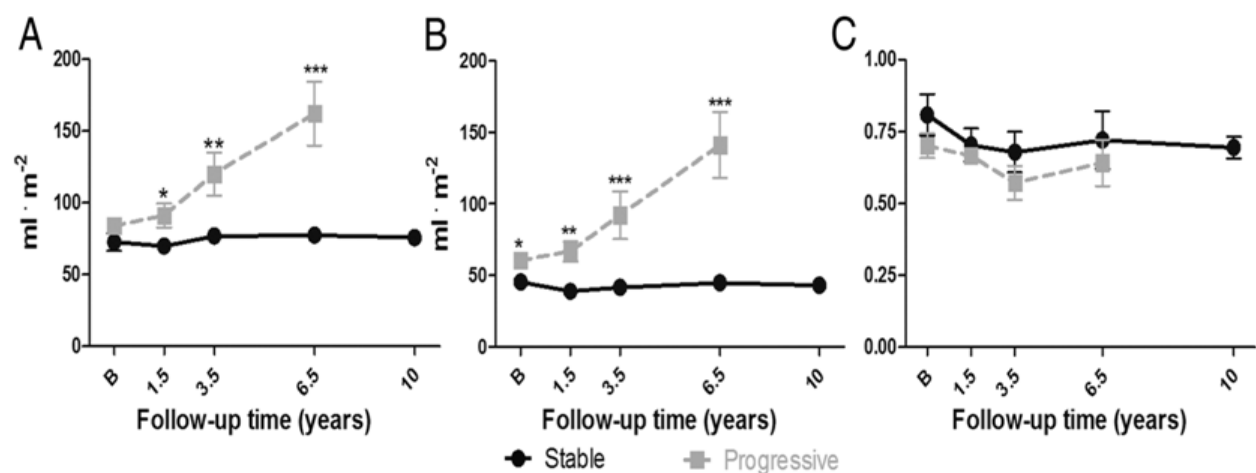 A
B
C
200
150
100
50
0
ml · m-2
*
**
***
B
1.5
3.5
6.5
10
Follow-up time (years)
200
150
100
50
0
ml · m-2
*
**
***
***
B
1.5
3.5
6.5
10
Follow-up time (years)
1.00
0.75
0.50
0.25
0.00
B
1.5
3.5
6.5
10
Follow-up time (years)
Stable
Progressive